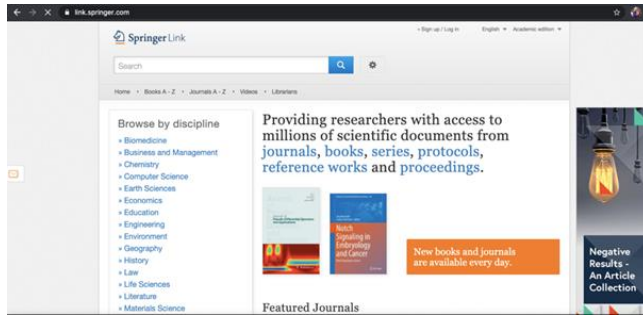 link.springer.com
Springer Link
Sign up / Log in English Academic edition
Search
Home • Books A - Z • Journals A - Z • Videos • Librarians
Browse by discipline
» Biomedicine
» Business and Management
» Chemistry
» Computer Science
» Earth Sciences
» Economics
» Education
» Engineering
» Environment
» Geography
» History
» Law
» Life Sciences
» Literature
» Materials Science
Providing researchers with access to
millions of scientific documents from
journals, books, series, protocols,
reference works and proceedings.
Notch
Signaling in
Embryology
and Cancer
New books and journals
are available every day.
Featured Journals
Negative
Results -
An Article
Collection